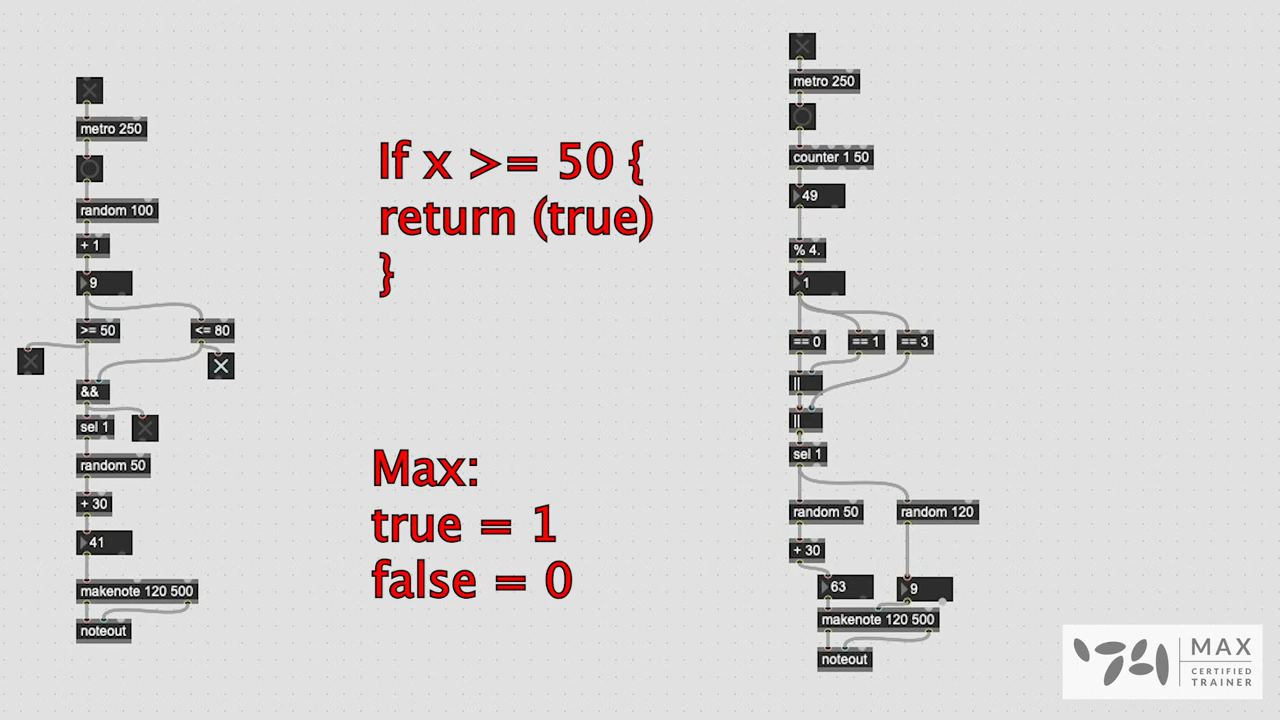 metro 250
random 100
+ 1
9
>= 50
<= 80
&&
sel 1
random 50
+ 30
41
makenote 120 500
noteout
If x >= 50 {
return (true)
}
Max:
true = 1
false = 0
metro 250
counter 1 50
49
% 4.
1
== 0
== 1
== 3
||
||
sel 1
random 50
random 120
+ 30
63
9
makenote 120 500
noteout
MAX
CERTIFIED
TRAINER